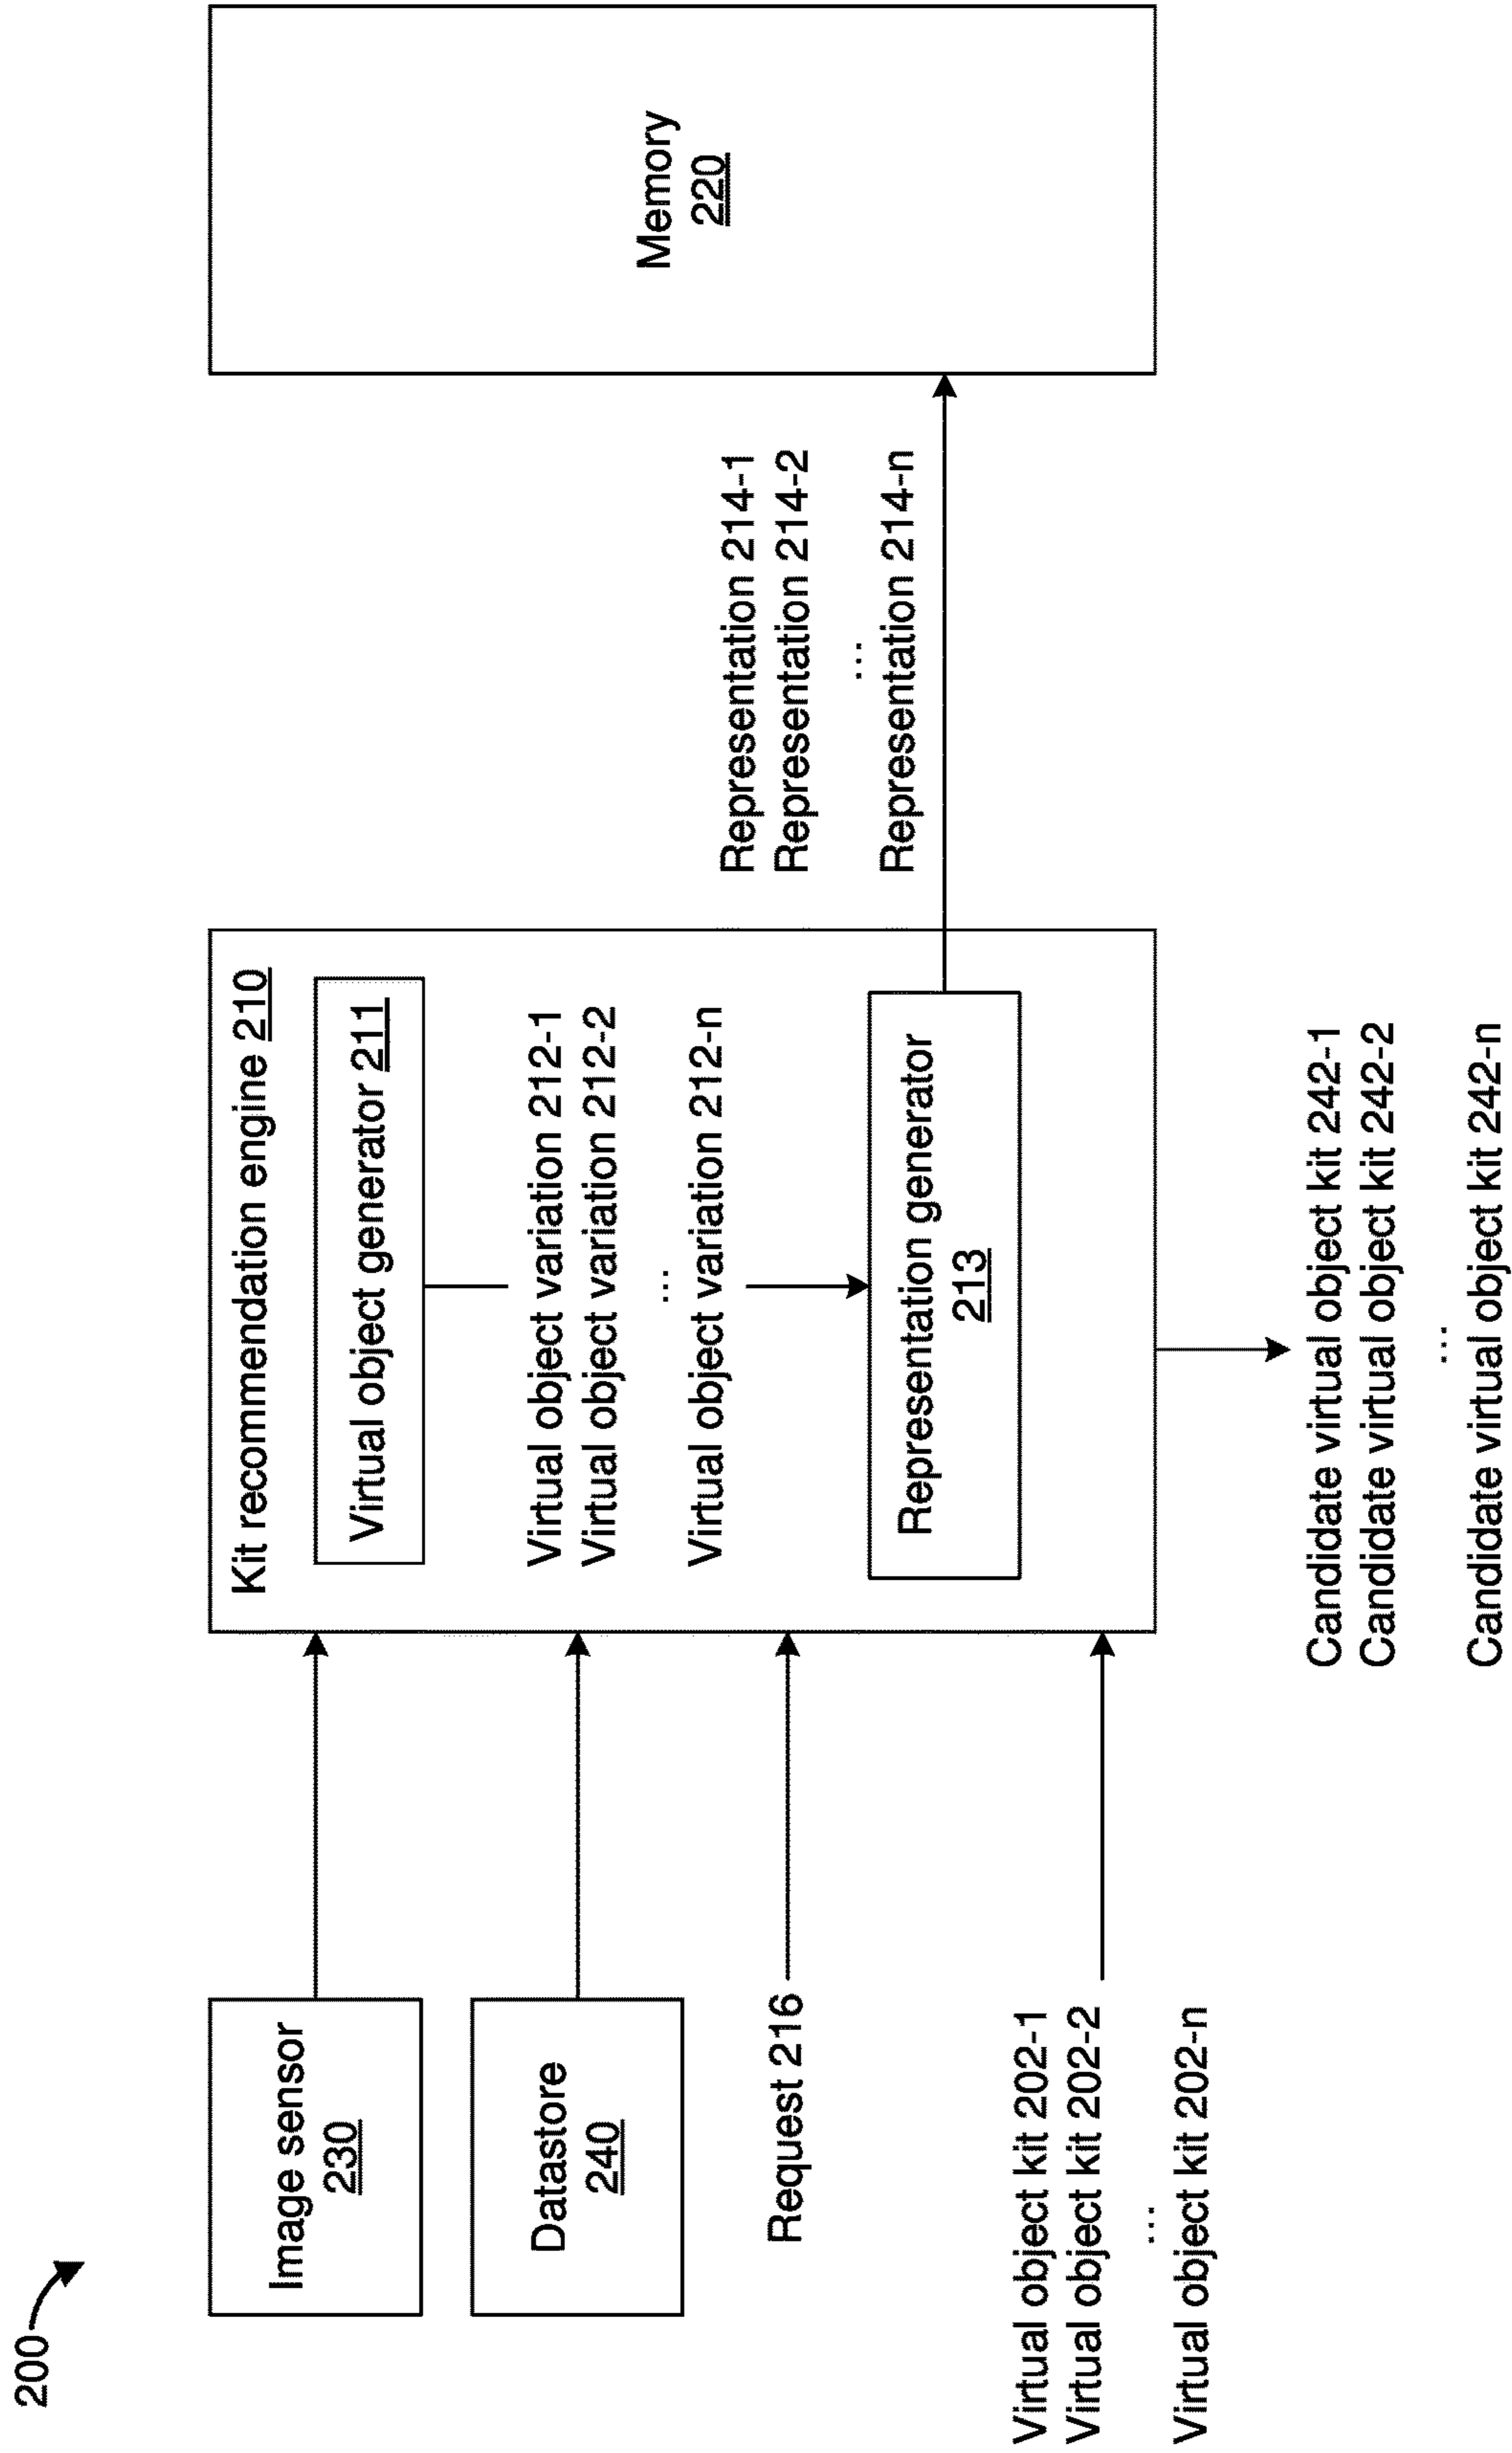 200
Image sensor
230
Datastore
240
Request 216
Virtual object kit 202-1
Virtual object kit 202-2
...
Virtual object kit 202-n
Kit recommendation engine 210
Virtual object generator 211
Virtual object variation 212-1
Virtual object variation 212-2
...
Virtual object variation 212-n
Representation generator
213
Candidate virtual object kit 242-1
Candidate virtual object kit 242-2
...
Candidate virtual object kit 242-n
Representation 214-1
Representation 214-2
...
Representation 214-n
Memory
220